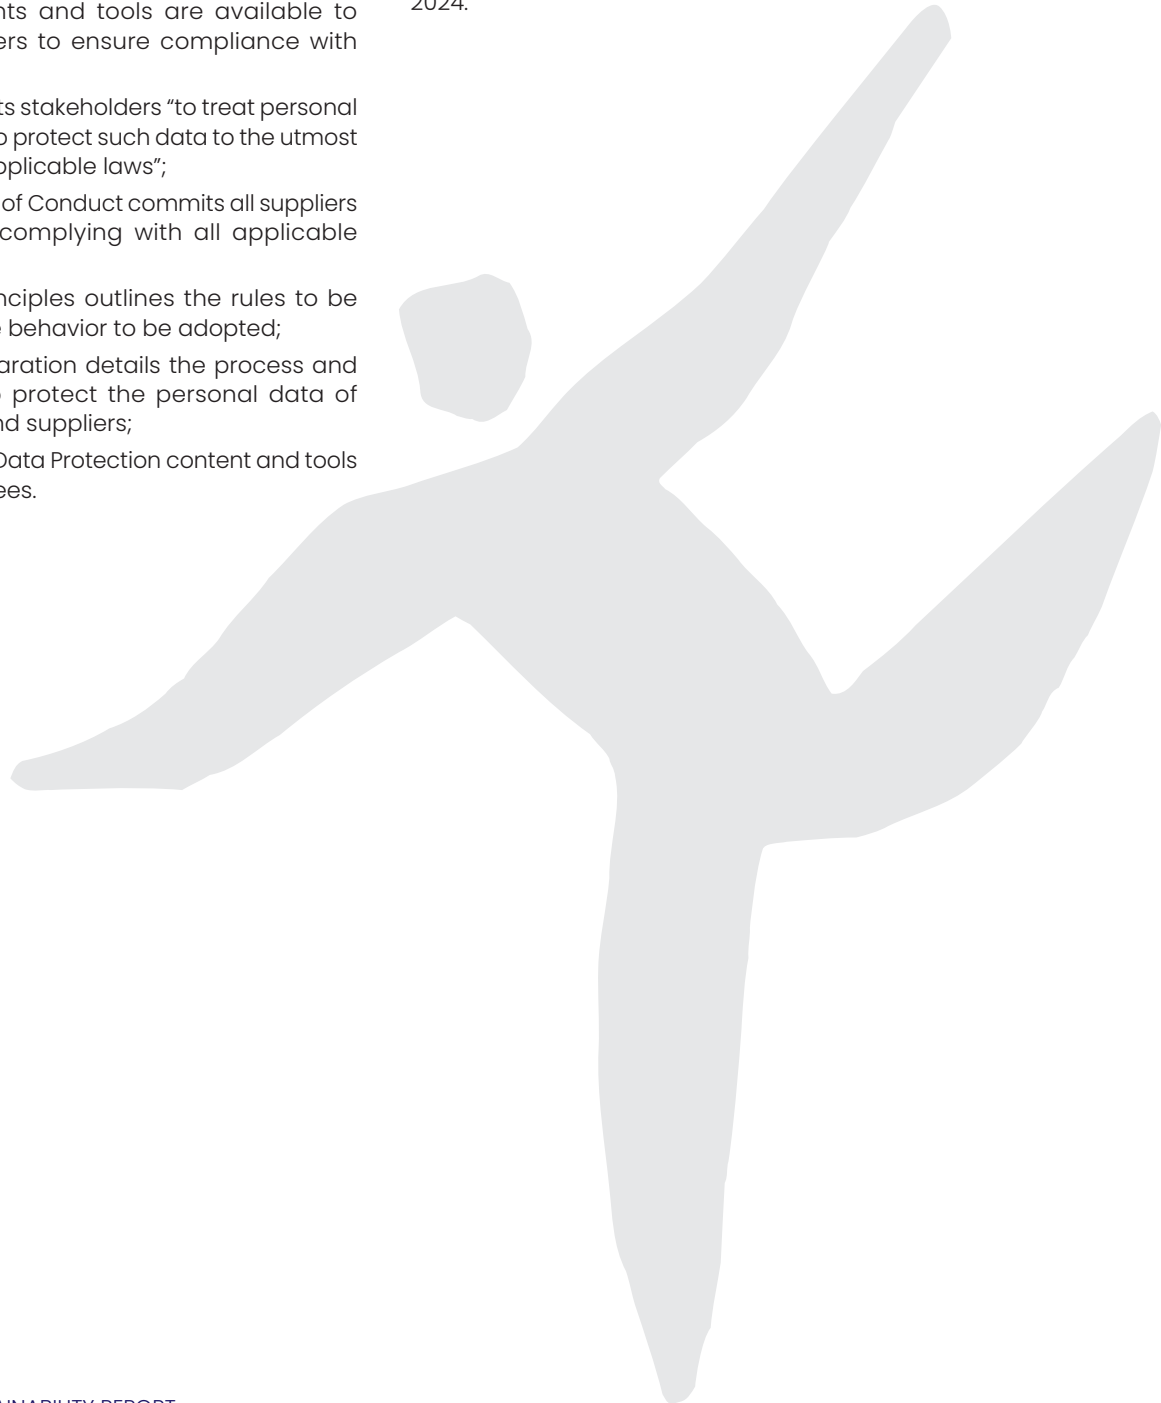 nts and tools are available to
ers to ensure compliance with
ts stakeholders “to treat personal
o protect such data to the utmost
pplicable laws”;
of Conduct commits all suppliers
complying with all applicable
nciples outlines the rules to be
e behavior to be adopted;
aration details the process and
o protect the personal data of
nd suppliers;
Data Protection content and tools
ees.
2024.
AINABILITY REPORT